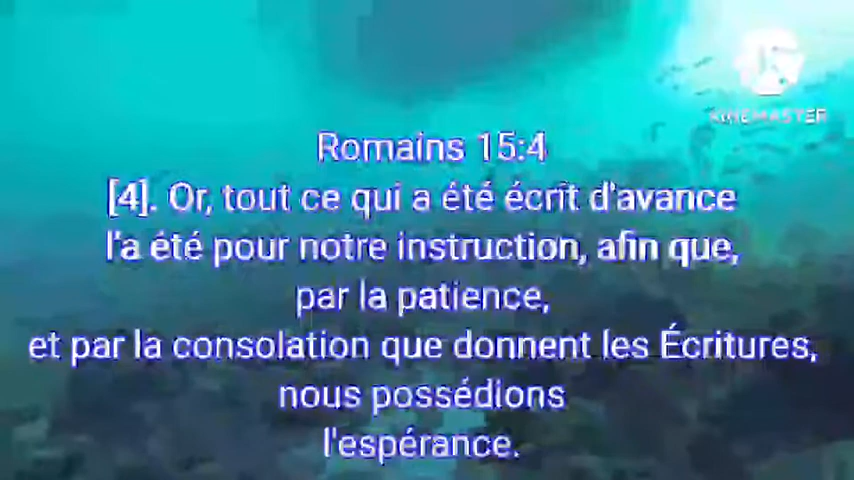 KINEMASTER
Romains 15:4
[4]. Or, tout ce qui a été écrit d'avance
l'a été pour notre instruction, afin que,
par la patience,
et par la consolation que donnent les Écritures,
nous possédions
l'espérance.